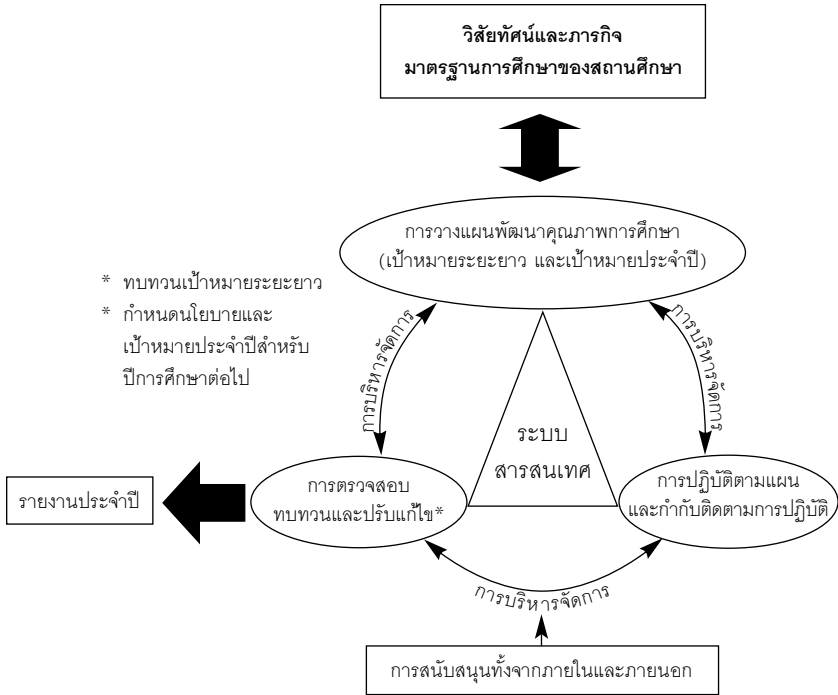 วิสัยทัศน์และภารกิจ
มาตรฐานการศึกษาของสถานศึกษา
การวางแผนพัฒนาคุณภาพการศึกษา
(เป้าหมายระยะยาว และเป้าหมายประจำปี)
* ทบทวนเป้าหมายระยะยาว
* กำหนดนโยบายและ
เป้าหมายประจำปีสำหรับ
ปีการศึกษาต่อไป
การบริหารจัดการ
การบริหารจัดการ
ระบบ
สารสนเทศ
รายงานประจำปี
การตรวจสอบ
ทบทวนและปรับแก้ไข*
การปฏิบัติตามแผน
และกำกับติดตามการปฏิบัติ
การบริหารจัดการ
การสนับสนุนทั้งจากภายในและภายนอก